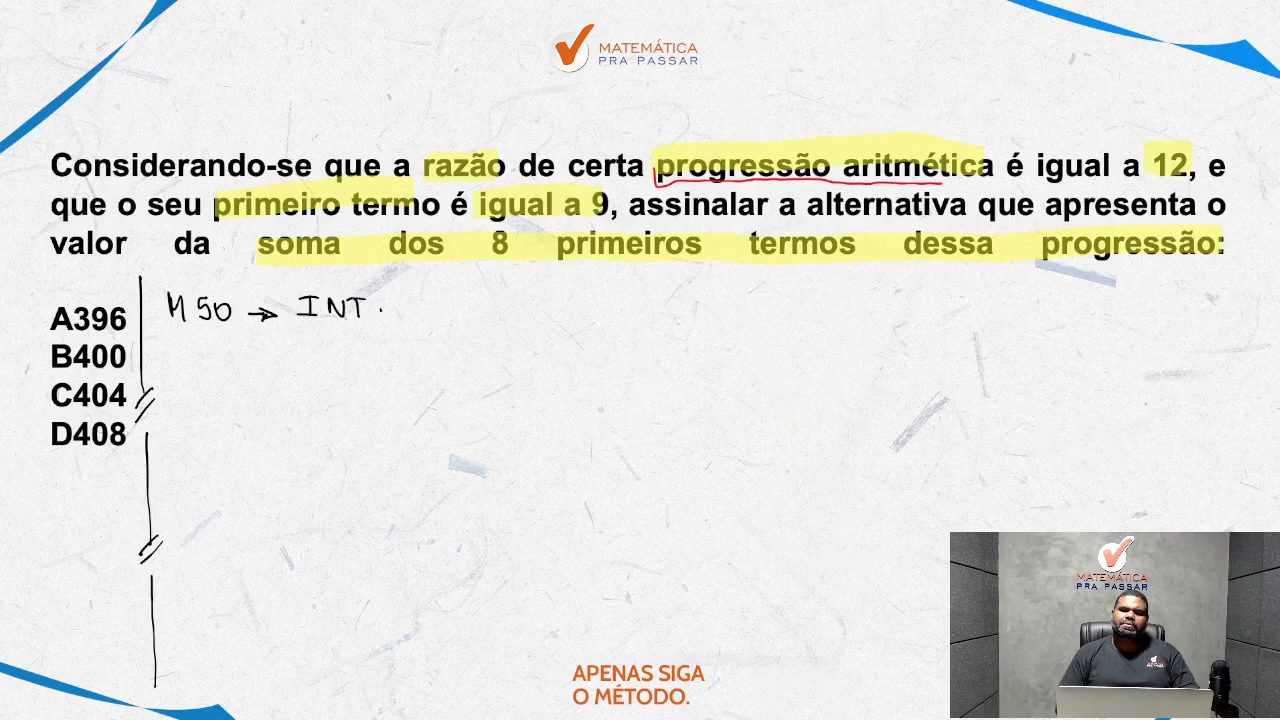 MATEMÁTICA
PRA PASSAR
Considerando-se que a razão de certa progressão aritmética é igual a 12, e
que o seu primeiro termo é igual a 9, assinalar a alternativa que apresenta o
valor da soma dos 8 primeiros termos dessa progressão:
A396
B400
C404
D408
M50 → INT.
MATEMÁTICA
PRA PASSAR
APENAS SIGA
O MÉTODO.